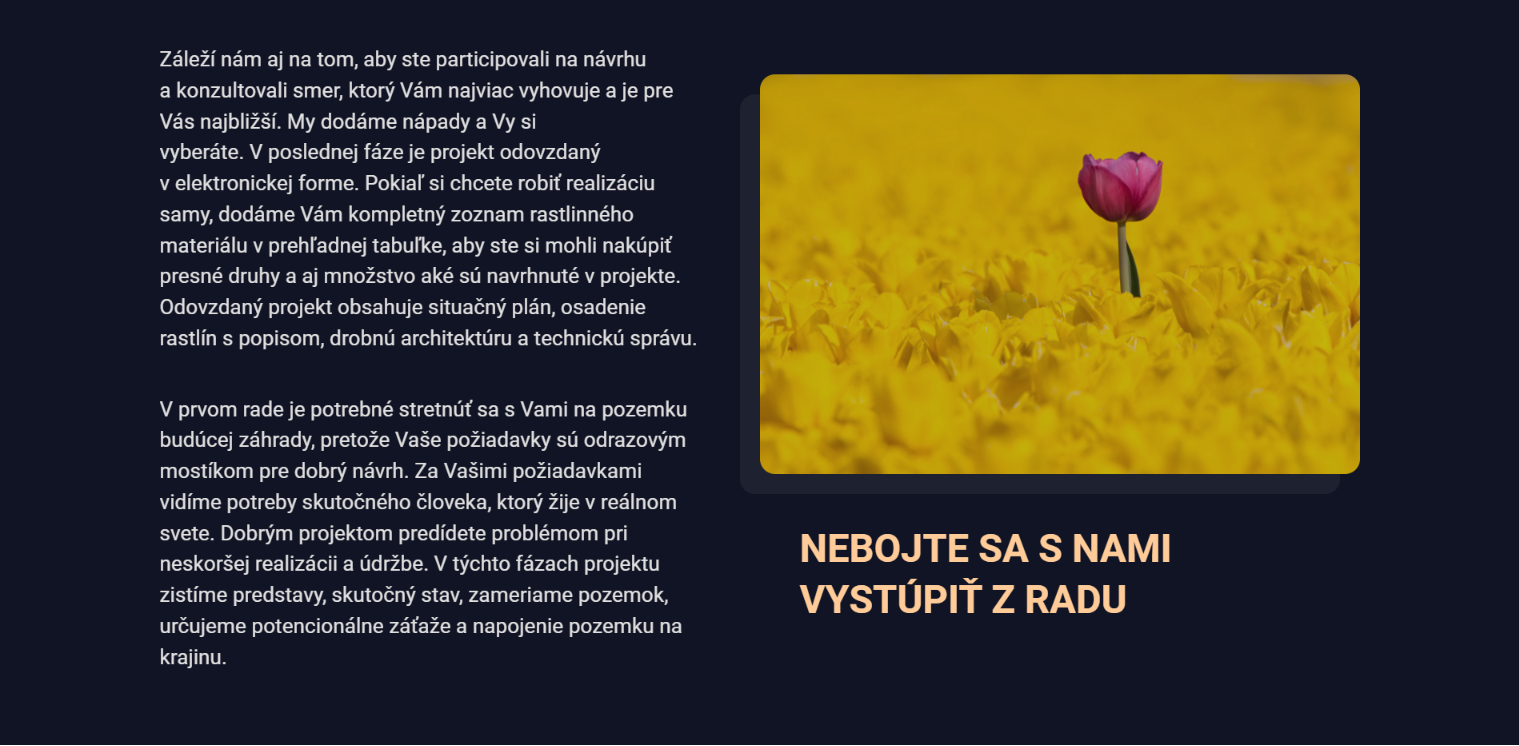 Záleží nám aj na tom, aby ste participovali na návrhu
a konzultovali smer, ktorý Vám najviac vyhovuje a je pre
Vás najbližší. My dodáme nápady a Vy si
vyberáte. V poslednej fáze je projekt odovzdaný
v elektronickej forme. Pokiaľ si chcete robiť realizáciu
samy, dodáme Vám kompletný zoznam rastlinného
materiálu v prehľadnej tabuľke, aby ste si mohli nakúpiť
presné druhy a aj množstvo aké sú navrhnuté v projekte.
Odovzdaný projekt obsahuje situačný plán, osadenie
rastlín s popisom, drobnú architektúru a technickú správu.
V prvom rade je potrebné stretnúť sa s Vami na pozemku
budúcej záhrady, pretože Vaše požiadavky sú odrazovým
mostíkom pre dobrý návrh. Za Vašimi požiadavkami
vidíme potreby skutočného človeka, ktorý žije v reálnom
svete. Dobrým projektom predídete problémom pri
neskoršej realizácii a údržbe. V týchto fázach projektu
zistíme predstavy, skutočný stav, zameriame pozemok,
určujeme potencionálne záťaže a napojenie pozemku na
krajinu.
NEBOJTE SA S NAMI
VYSTÚPIŤ Z RADU